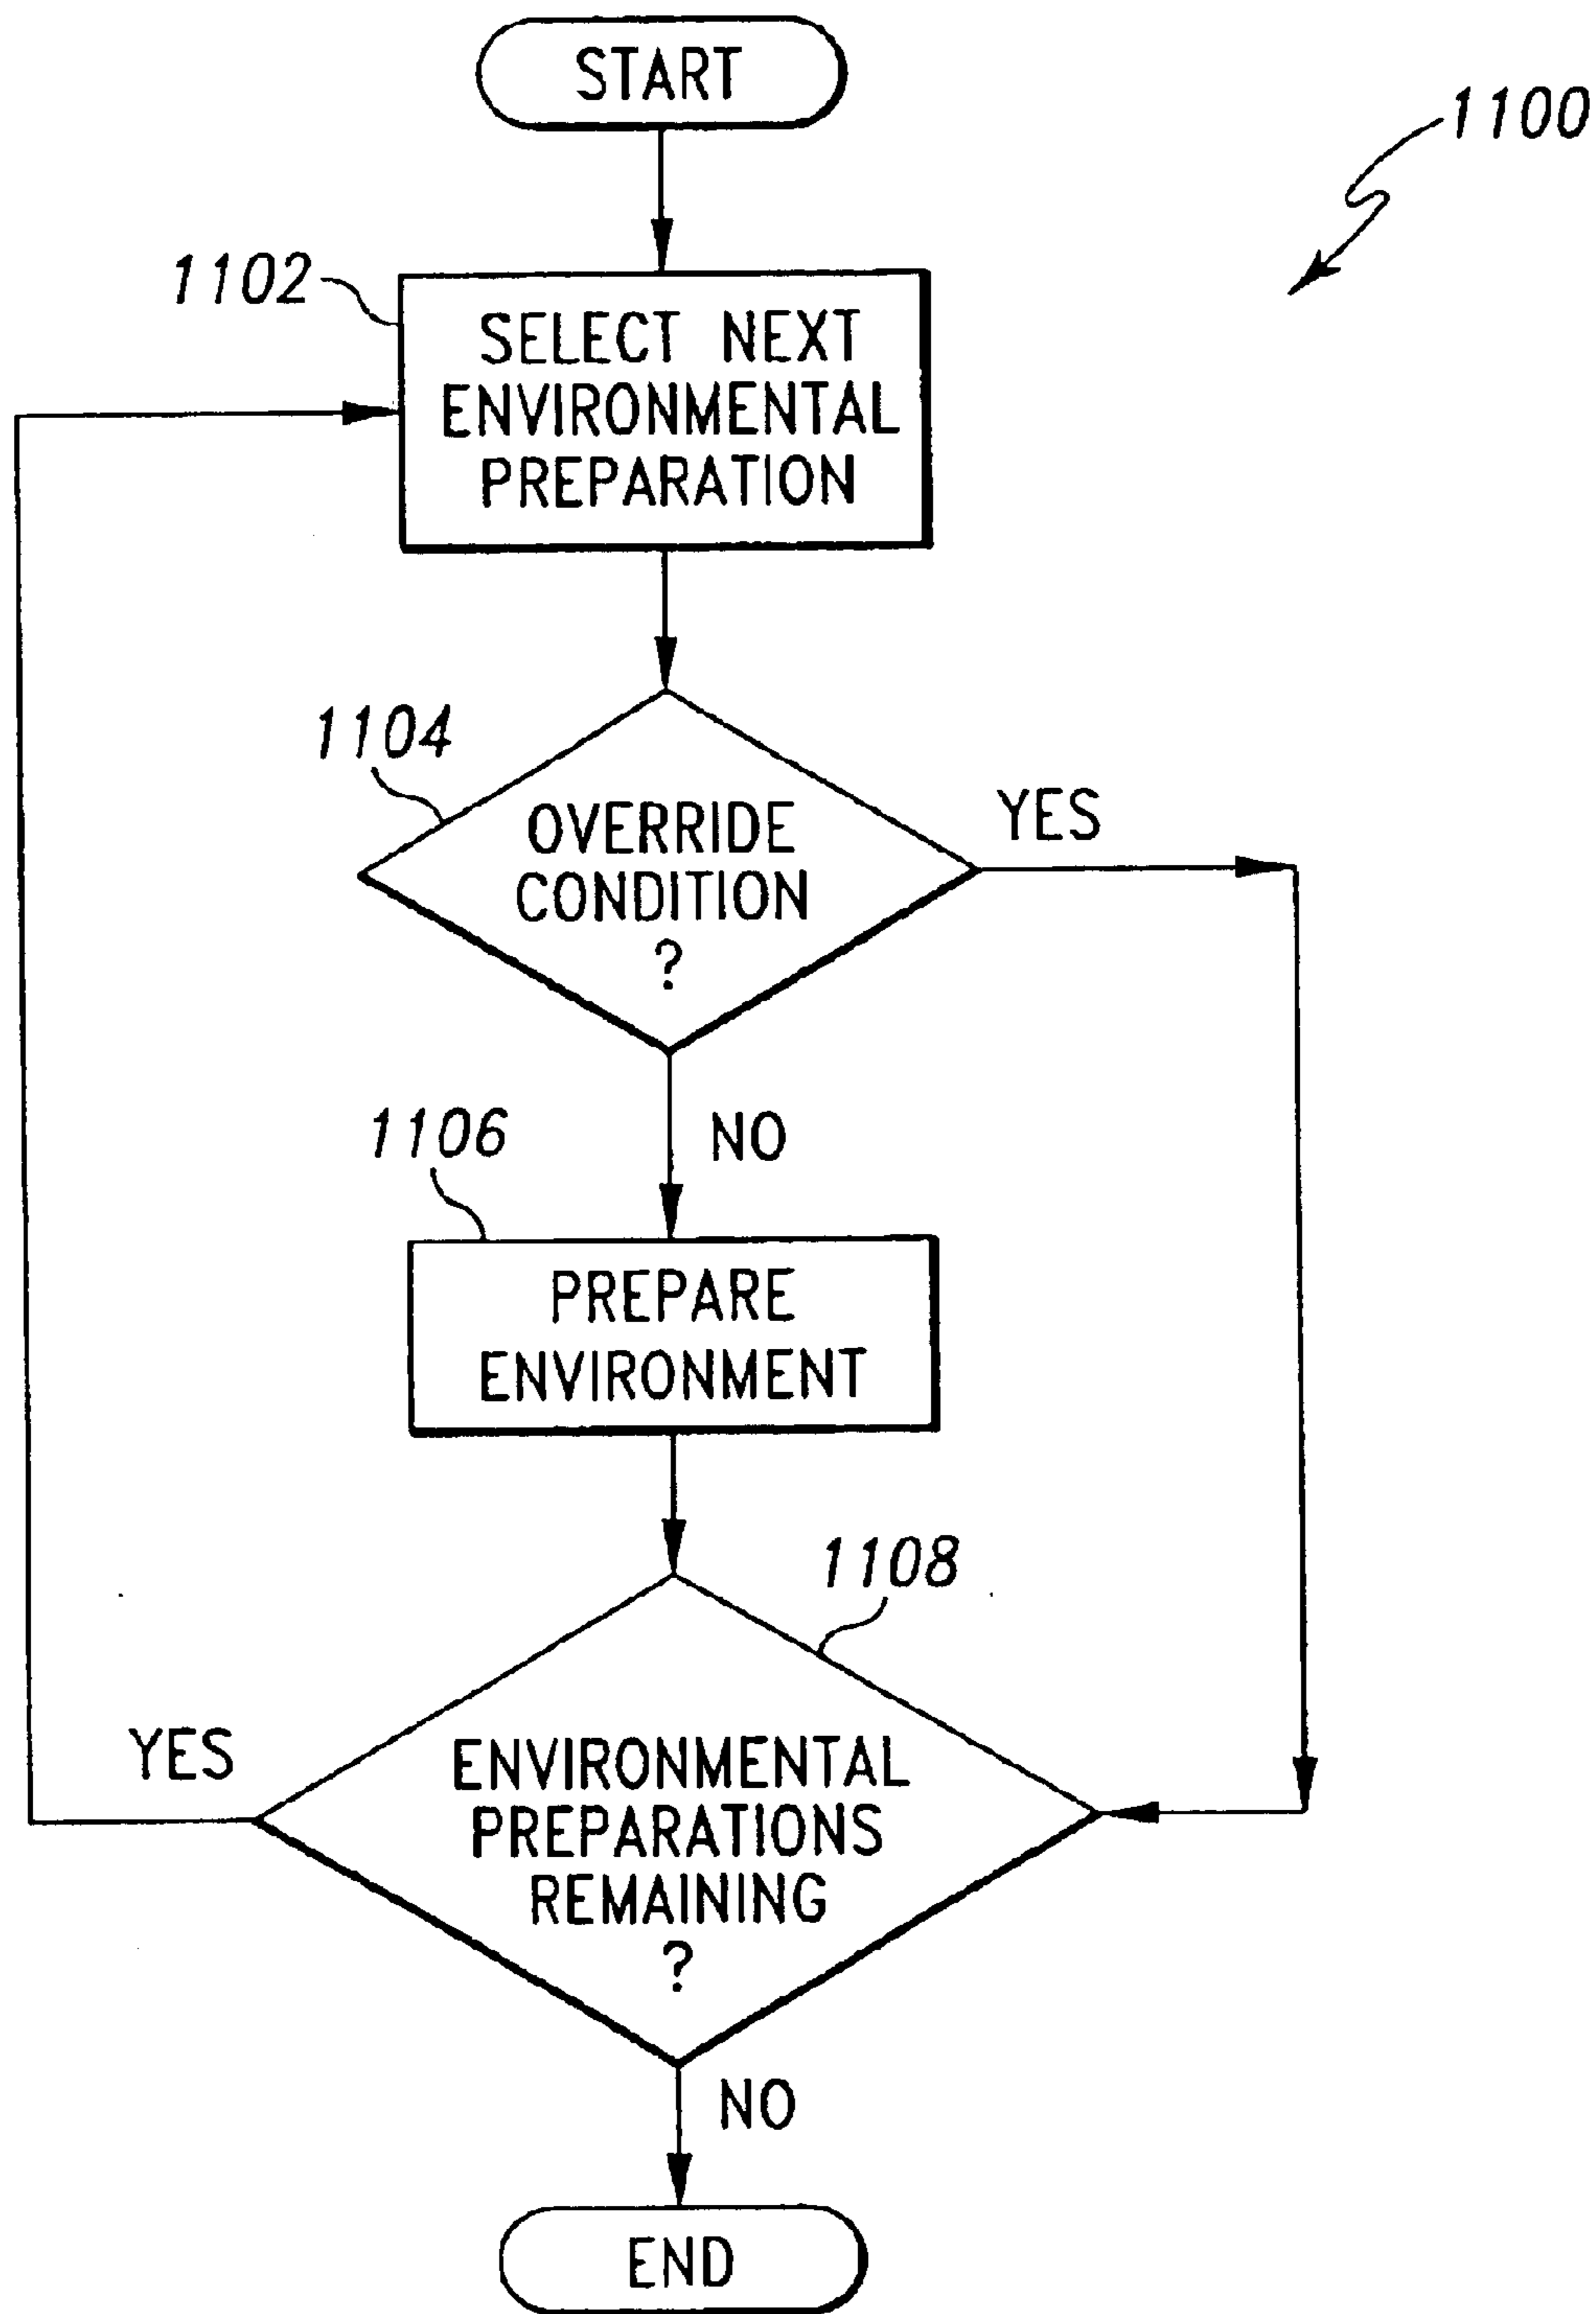 START
1100
1102
SELECT NEXT
ENVIRONMENTAL
PREPARATION
1104
OVERRIDE
CONDITION
?
YES
NO
1106
PREPARE
ENVIRONMENT
1108
YES
ENVIRONMENTAL
PREPARATIONS
REMAINING
?
NO
END